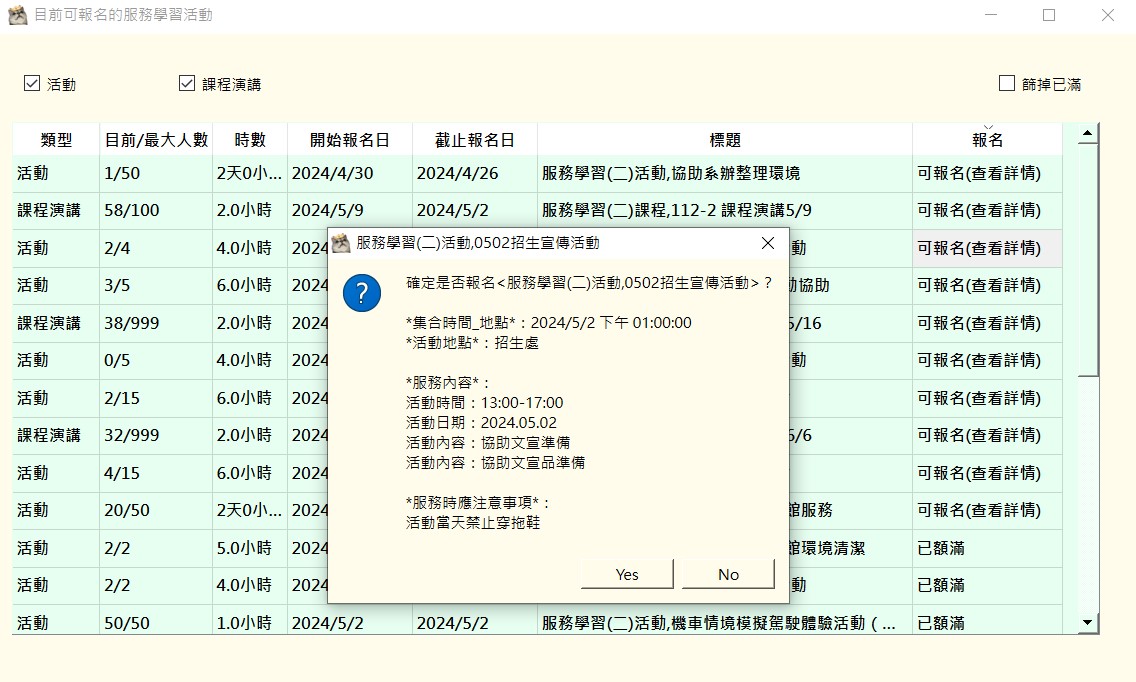 目前可報名的服務學習活動
活動 課程演講 篩掉已滿
類型 目前/最大人數 時數 開始報名日 截止報名日 標題 報名
活動 1/50 2天0小... 2024/4/30 2024/4/26 服務學習(二)活動,協助系辦整理環境 可報名(查看詳情)
課程演講 58/100 2.0小時 2024/5/9 2024/5/2 服務學習(二)課程,112-2 課程演講5/9 可報名(查看詳情)
活動 2/4 4.0小時 2024 動 可報名(查看詳情)
活動 3/5 6.0小時 2024 協助 可報名(查看詳情)
課程演講 38/999 2.0小時 2024 /16 可報名(查看詳情)
活動 0/5 4.0小時 2024 動 可報名(查看詳情)
活動 2/15 6.0小時 2024 可報名(查看詳情)
課程演講 32/999 2.0小時 2024 /6 可報名(查看詳情)
活動 4/15 6.0小時 2024 可報名(查看詳情)
活動 20/50 2天0小... 2024 館服務 可報名(查看詳情)
活動 2/2 5.0小時 2024 館環境清潔 已額滿
活動 2/2 4.0小時 2024 動 已額滿
活動 50/50 1.0小時 2024/5/2 2024/5/2 服務學習(二)活動,機車情境模擬駕駛體驗活動（... 已額滿
服務學習(二)活動,0502招生宣傳活動
確定是否報名<服務學習(二)活動,0502招生宣傳活動>？
*集合時間_地點*：2024/5/2 下午 01:00:00
*活動地點*：招生處
*服務內容*：
活動時間：13:00-17:00
活動日期：2024.05.02
活動內容：協助文宣準備
活動內容：協助文宣品準備
*服務時應注意事項*：
活動當天禁止穿拖鞋
Yes No